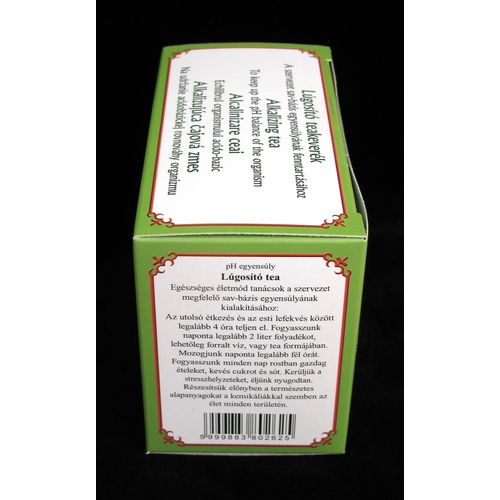 Lúgosító teakeverék
A szervezet sav-bázis egyensúlyának fenntartásához
Alkalizing tea
To keep up the pH balance of the organism
Alcalinizare ceai
Echilibrul organismului acido-bazic
Alkalizujúca čajová zmes
Na udržanie acidobázickej rovnováhy organizmu
pH egyensúly
Lúgosító tea
Egészséges életmód tanácsok a szervezet
megfelelő sav-bázis egyensúlyának
kialakításához:
Az utolsó étkezés és az esti lefekvés között
legalább 4 óra teljen el. Fogyasszunk
naponta legalább 2 liter folyadékot,
lehetőleg forralt víz, vagy tea formájában.
Mozogjunk naponta legalább fél órát.
Fogyasszunk minden nap rostban gazdag
ételeket, kevés cukrot és sót. Kerüljük a
stresszhelyzeteket, éljünk nyugodtan.
Részesítsük előnyben a természetes
alapanyagokat a kemikáliákkal szemben az
élet minden területén.
5999883802625